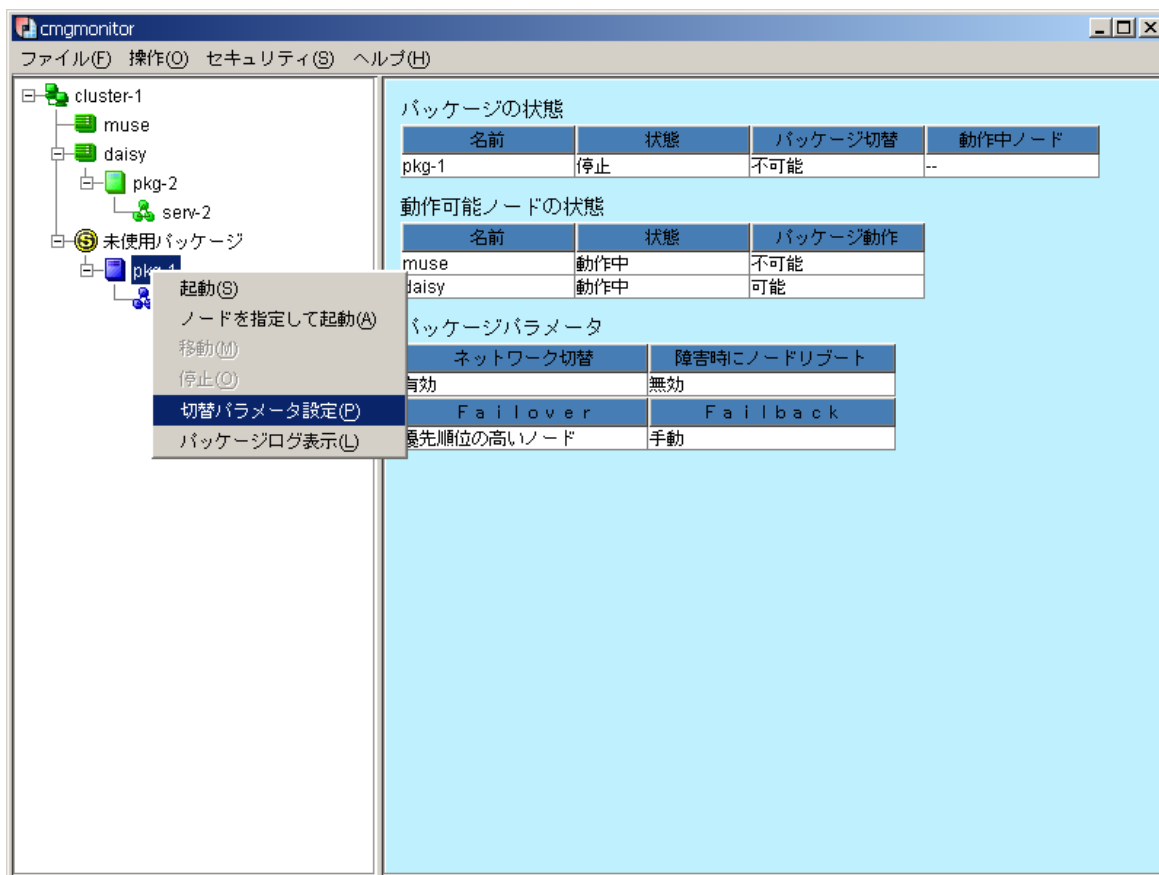 cmgmonitor
ファイル(F) 操作(O) セキュリティ(S) ヘルプ(H)
cluster-1
muse
daisy
pkg-2
serv-2
未使用パッケージ
pkg-1
起動(S)
ノードを指定して起動(A)
移動(M)
停止(O)
切替パラメータ設定(P)
パッケージログ表示(L)
パッケージの状態
名前 状態 パッケージ切替 動作中ノード
pkg-1 停止 不可能 --
動作可能ノードの状態
名前 状態 パッケージ動作
muse 動作中 不可能
daisy 動作中 可能
パッケージパラメータ
ネットワーク切替 障害時にノードリブート
有効 無効
Ｆａｉｌｏｖｅｒ Ｆａｉｌｂａｃｋ
優先順位の高いノード 手動